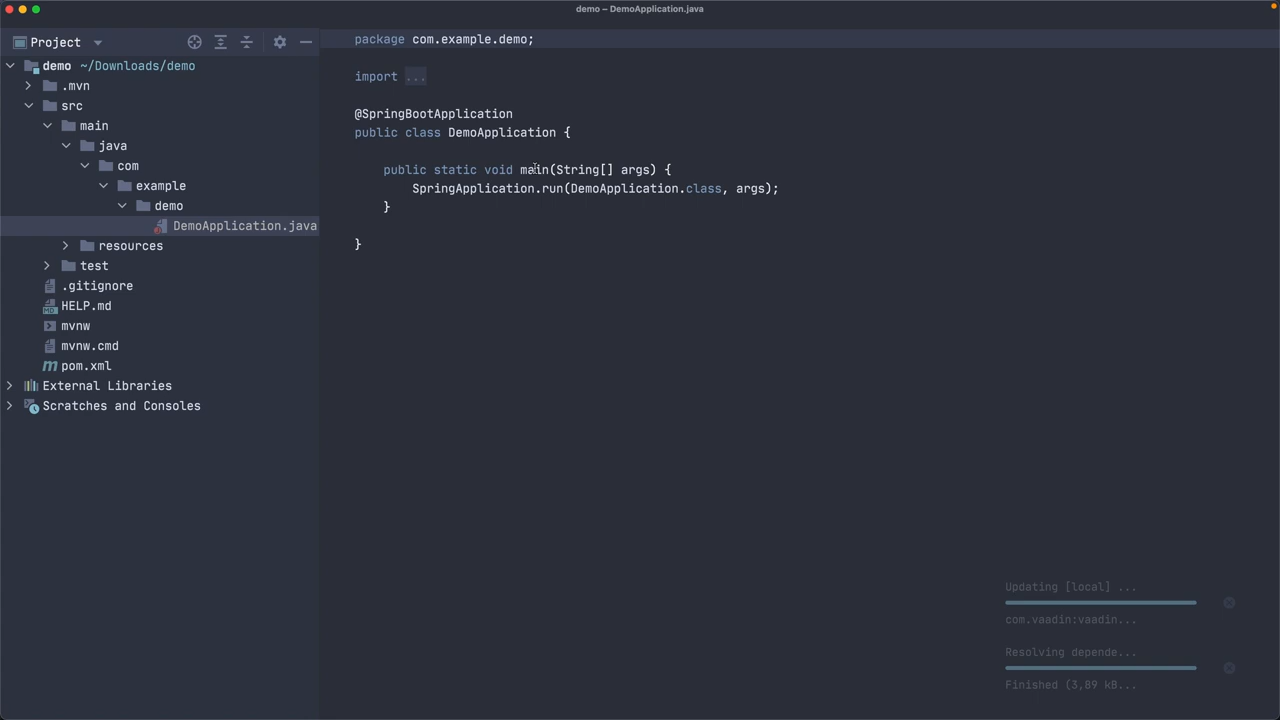 demo – DemoApplication.java
Project
demo ~/Downloads/demo
.mvn
src
main
java
com
example
demo
DemoApplication.java
resources
test
.gitignore
HELP.md
mvnw
mvnw.cmd
pom.xml
External Libraries
Scratches and Consoles
package com.example.demo;
import ...
@SpringBootApplication
public class DemoApplication {
public static void main(String[] args) {
SpringApplication.run(DemoApplication.class, args);
}
}
Updating [local] ...
com.vaadin:vaadin...
Resolving depende...
Finished (3,89 kB...